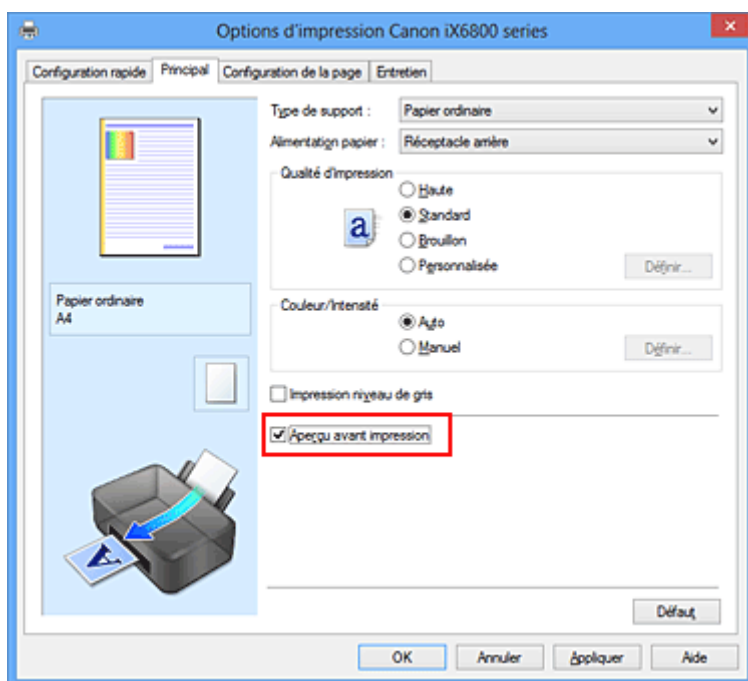 Options d'impression Canon iX6800 series
Configuration rapide Principal Configuration de la page Entretien
Type de support : Papier ordinaire
Alimentation papier : Réceptacle arrière
Qualité d'impression
Haute
a Standard
Brouillon
Personnalisée Définir...
Papier ordinaire
A4
Couleur/Intensité
Auto
Manuel Définir...
Impression niveau de gris
Aperçu avant impression
A
Défaut
OK Annuler Appliquer Aide